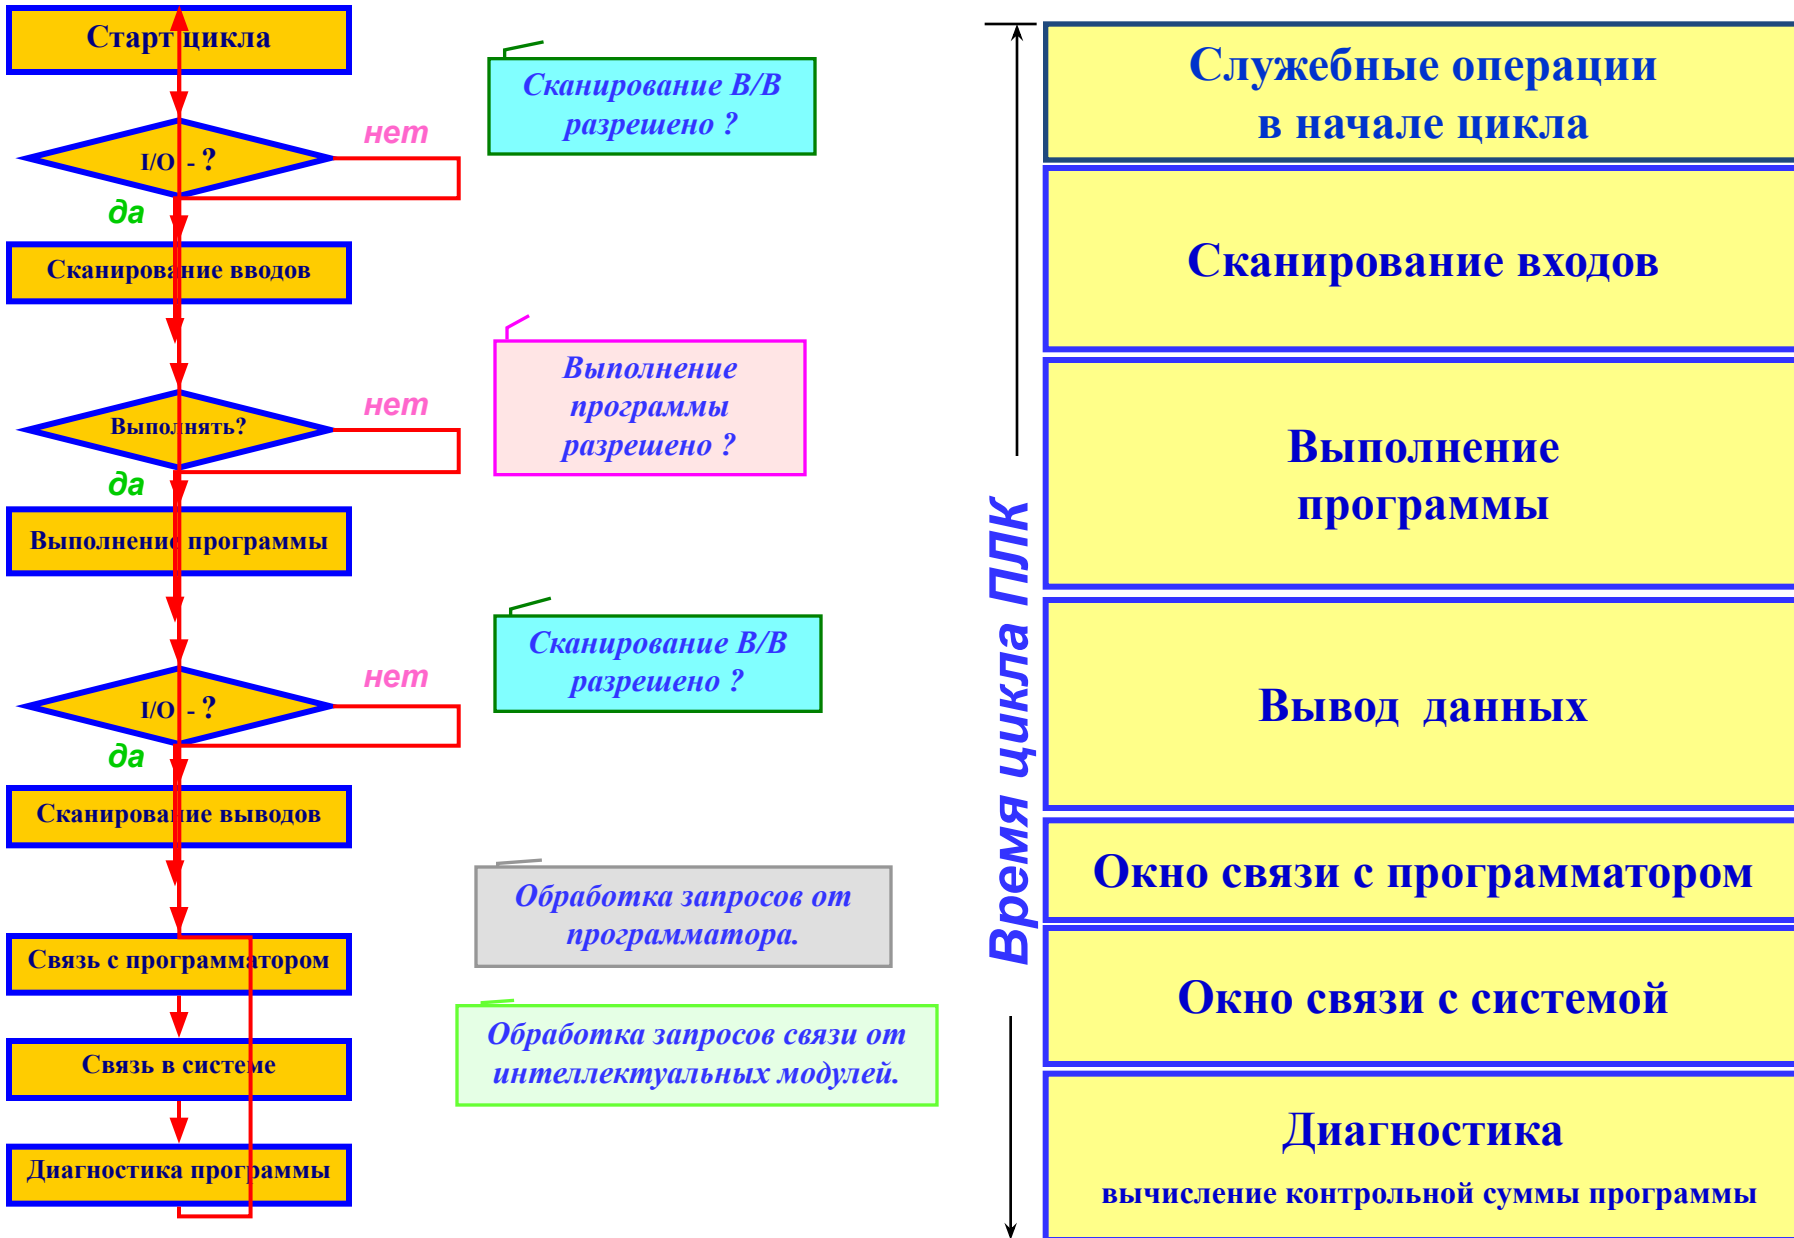 Старт цикла
I/O - ?
нет
да
Сканирование В/В
разрешено ?
Сканирование вводов
Выполнять?
нет
да
Выполнение
программы
разрешено ?
Выполнение программы
I/O - ?
нет
да
Сканирование В/В
разрешено ?
Сканирование выводов
Обработка запросов от
программатора.
Связь с программатором
Обработка запросов связи от
интеллектуальных модулей.
Связь в системе
Диагностика программы
Время цикла ПЛК
Служебные операции
в начале цикла
Сканирование входов
Выполнение
программы
Вывод данных
Окно связи с программатором
Окно связи с системой
Диагностика
вычисление контрольной суммы программы